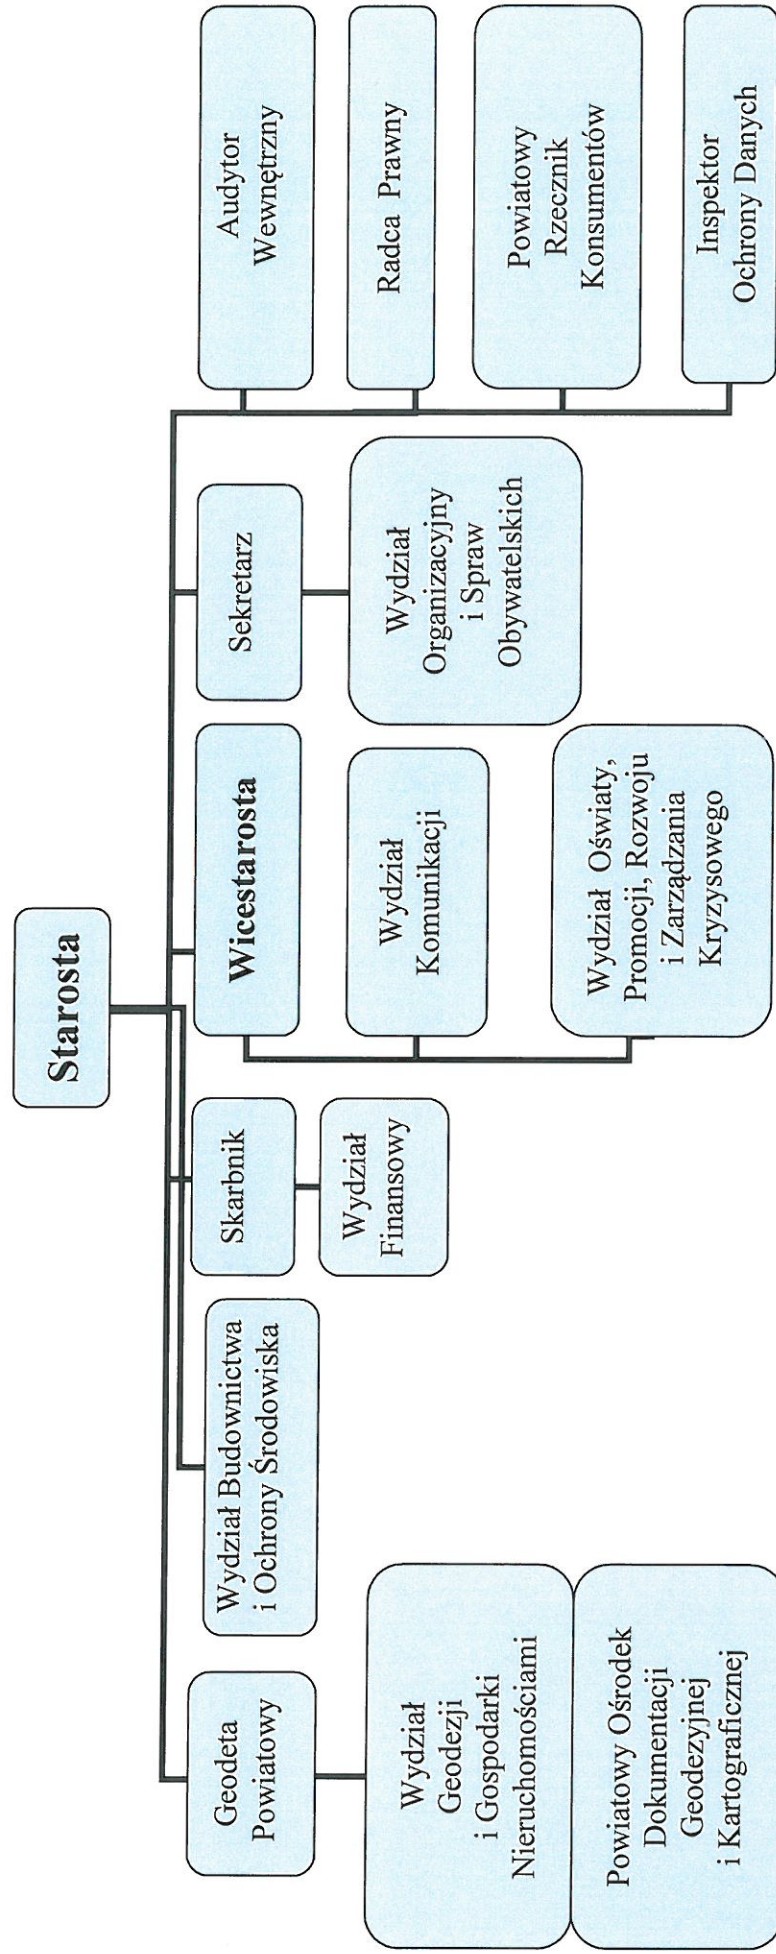 Starosta
Geodeta
Powiatowy
Wydział
Geodezji
i Gospodarki
Nieruchomościami
Powiatowy Ośrodek
Dokumentacji
Geodezyjnej
i Kartograficznej
Wydział Budownictwa
i Ochrony Środowiska
Skarbnik
Wydział
Finansowy
Wicestarosta
Wydział
Komunikacji
Wydział Oświaty,
Promocji, Rozwoju
i Zarządzania
Kryzysowego
Sekretarz
Wydział
Organizacyjny
i Spraw
Obywatelskich
Audytor
Wewnętrzny
Radca Prawny
Powiatowy
Rzecznik
Konsumentów
Inspektor
Ochrony Danych